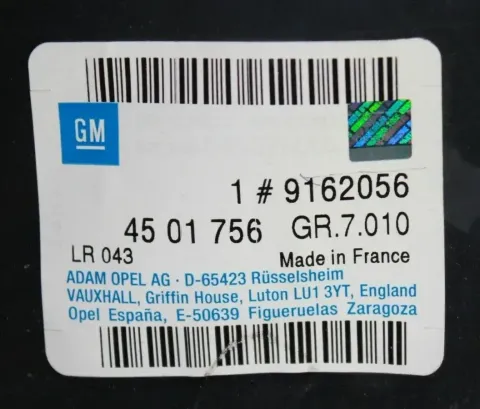 GM
1 # 9162056
45 01 756 GR.7.010
LR 043 Made in France
ADAM OPEL AG · D-65423 Rüsselsheim
VAUXHALL, Griffin House, Luton LU1 3YT, England
Opel España, E-50639 Figueruelas Zaragoza